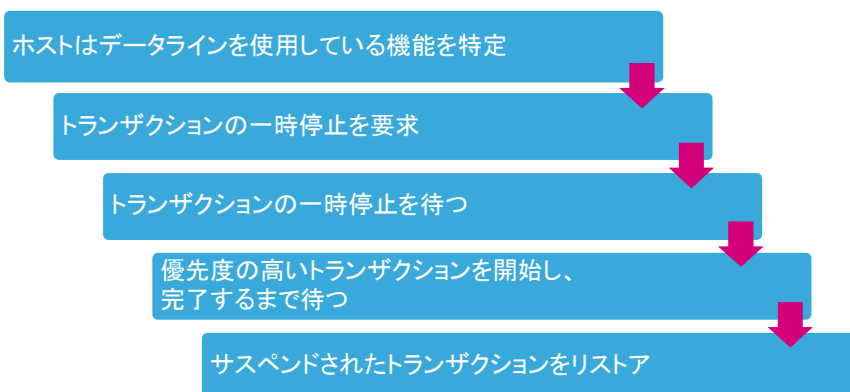 ホストはデータラインを使用している機能を特定
トランザクションの一時停止を要求
トランザクションの一時停止を待つ
優先度の高いトランザクションを開始し、
完了するまで待つ
サスペンドされたトランザクションをリストア